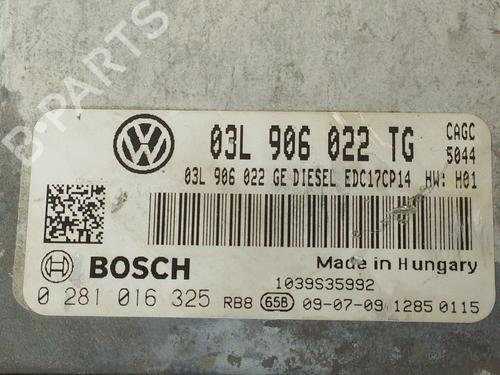 B-PARTS
03L 906 022 TG CAGC
5044
03L 906 022 GE DIESEL EDC17CP14 HW: H01
BOSCH
Made in Hungary
1039S35992
0 281 016 325 RB8 658 09-07-09 1285 0115